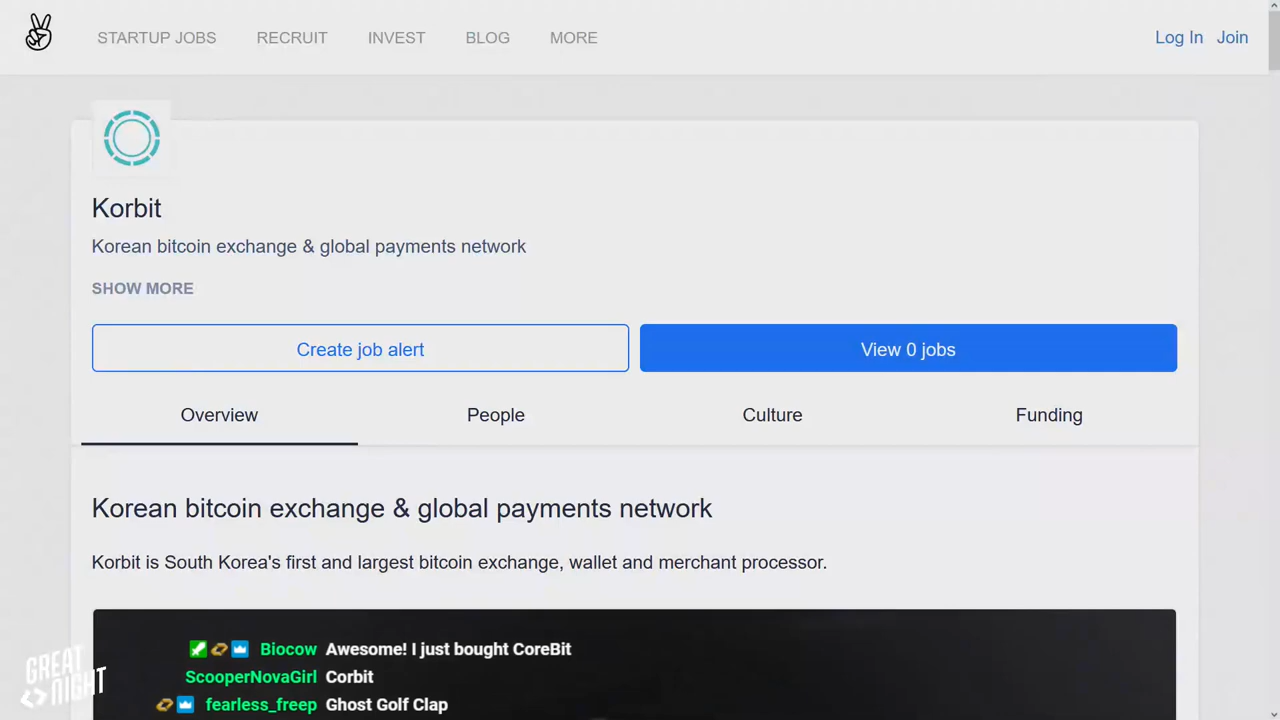 STARTUP JOBS RECRUIT INVEST BLOG MORE Log In Join
Korbit
Korean bitcoin exchange & global payments network
SHOW MORE
Create job alert View 0 jobs
Overview People Culture Funding
Korean bitcoin exchange & global payments network
Korbit is South Korea's first and largest bitcoin exchange, wallet and merchant processor.
Biocow Awesome! I just bought CoreBit
ScooperNovaGirl Corbit
fearless_freep Ghost Golf Clap
GREAT
NIGHT